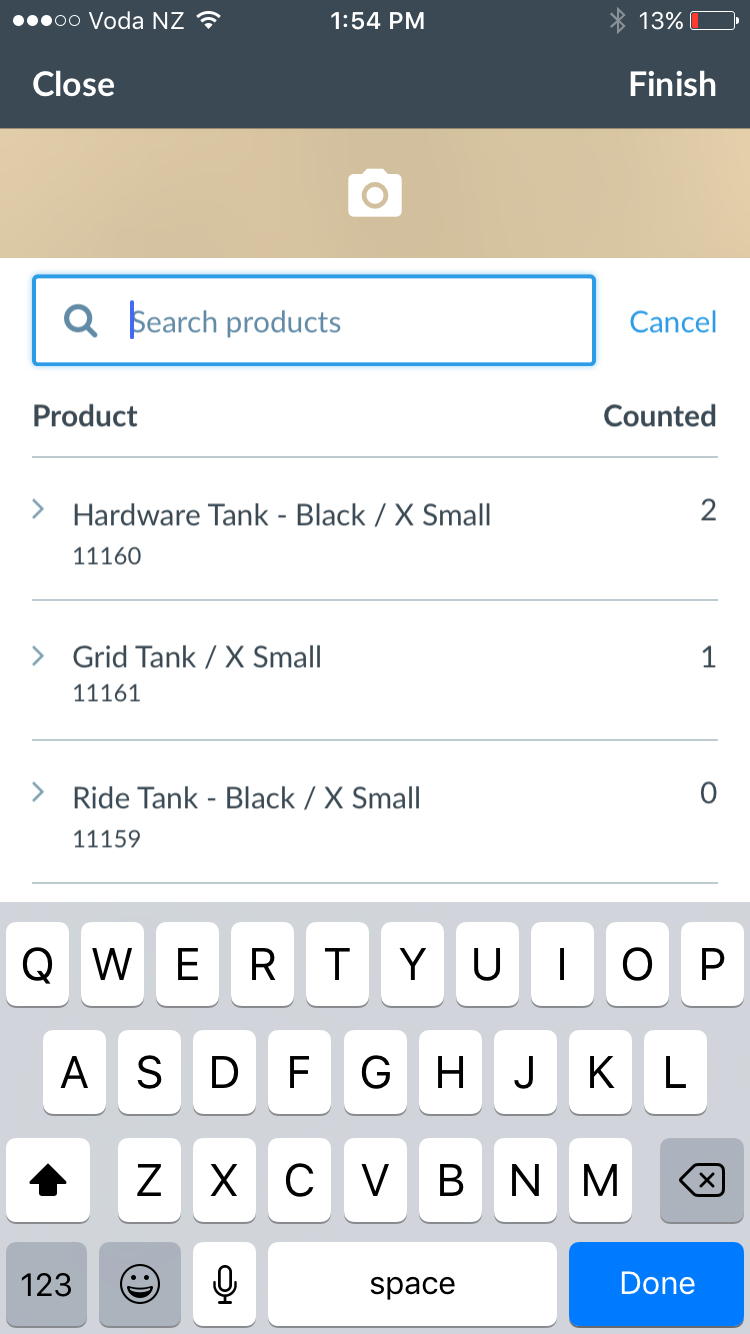 Voda NZ 1:54 PM 13%
Close Finish
Search products Cancel
Product Counted
Hardware Tank - Black / X Small 2
11160
Grid Tank / X Small 1
11161
Ride Tank - Black / X Small 0
11159
Q W E R T Y U I O P
A S D F G H J K L
Z X C V B N M
123 space Done